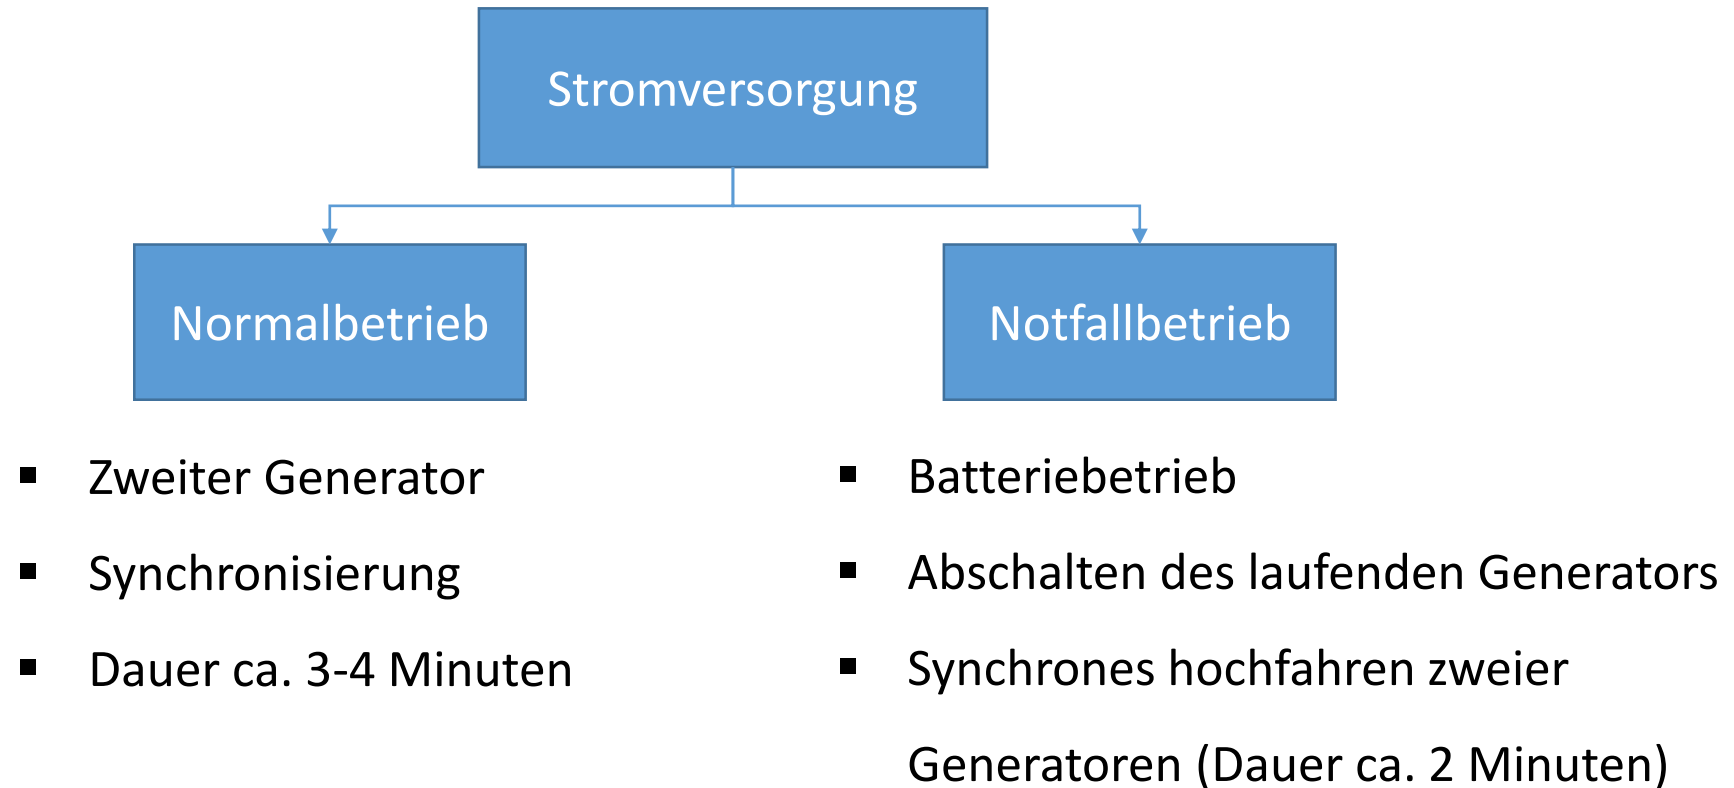 Stromversorgung
Normalbetrieb
Notfallbetrieb
▪ Zweiter Generator
▪ Synchronisierung
▪ Dauer ca. 3-4 Minuten
▪ Batteriebetrieb
▪ Abschalten des laufenden Generators
▪ Synchrones hochfahren zweier
Generatoren (Dauer ca. 2 Minuten)